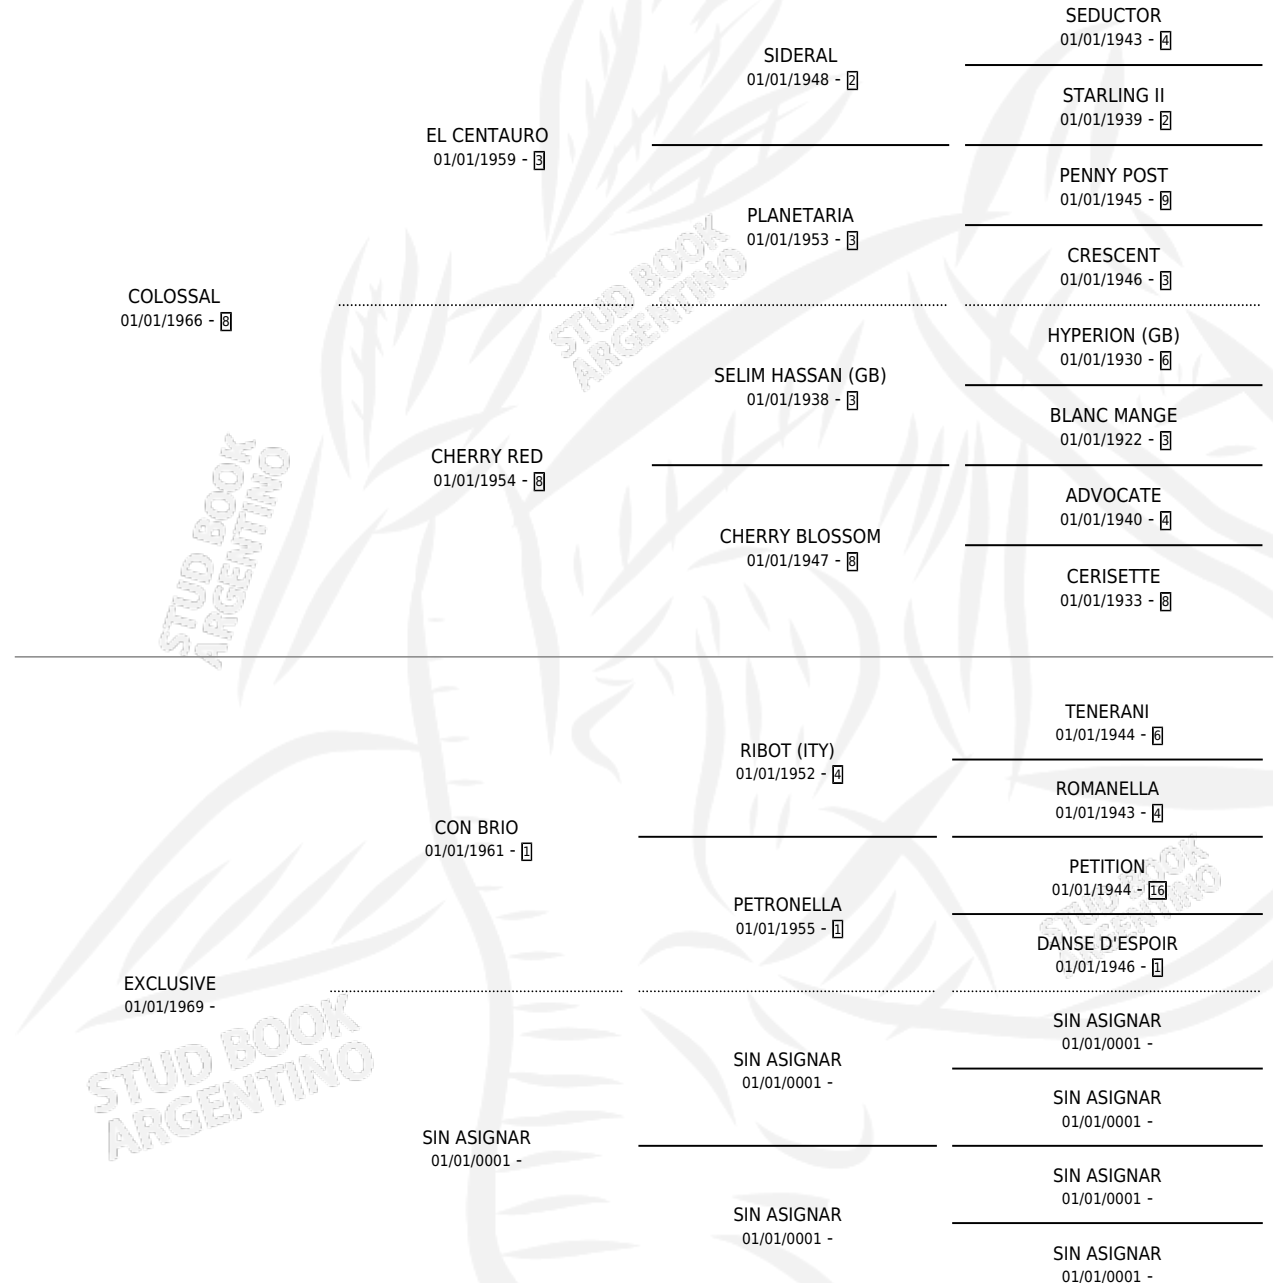 SEDUCTOR
01/01/1943 - 4
SIDERAL
01/01/1948 - 2
STARLING II
01/01/1939 - 2
EL CENTAURO
01/01/1959 - 3
PENNY POST
01/01/1945 - 9
PLANETARIA
01/01/1953 - 3
CRESCENT
01/01/1946 - 3
COLOSSAL
01/01/1966 - 8
HYPERION (GB)
01/01/1930 - 6
SELIM HASSAN (GB)
01/01/1938 - 3
BLANC MANGE
01/01/1922 - 3
CHERRY RED
01/01/1954 - 8
ADVOCATE
01/01/1940 - 4
CHERRY BLOSSOM
01/01/1947 - 8
CERISETTE
01/01/1933 - 8
STUD BOOK
ARGENTINO
STUD BOOK
ARGENTINO
TENERANI
01/01/1944 - 6
RIBOT (ITY)
01/01/1952 - 4
ROMANELLA
01/01/1943 - 4
CON BRIO
01/01/1961 - 1
PETITION
01/01/1944 - 16
PETRONELLA
01/01/1955 - 1
DANSE D'ESPOIR
01/01/1946 - 1
STUD BOOK
ARGENTINO
EXCLUSIVE
01/01/1969 -
SIN ASIGNAR
01/01/0001 -
SIN ASIGNAR
01/01/0001 -
SIN ASIGNAR
01/01/0001 -
SIN ASIGNAR
01/01/0001 -
SIN ASIGNAR
01/01/0001 -
SIN ASIGNAR
01/01/0001 -
SIN ASIGNAR
01/01/0001 -
STUD BOOK
ARGENTINO